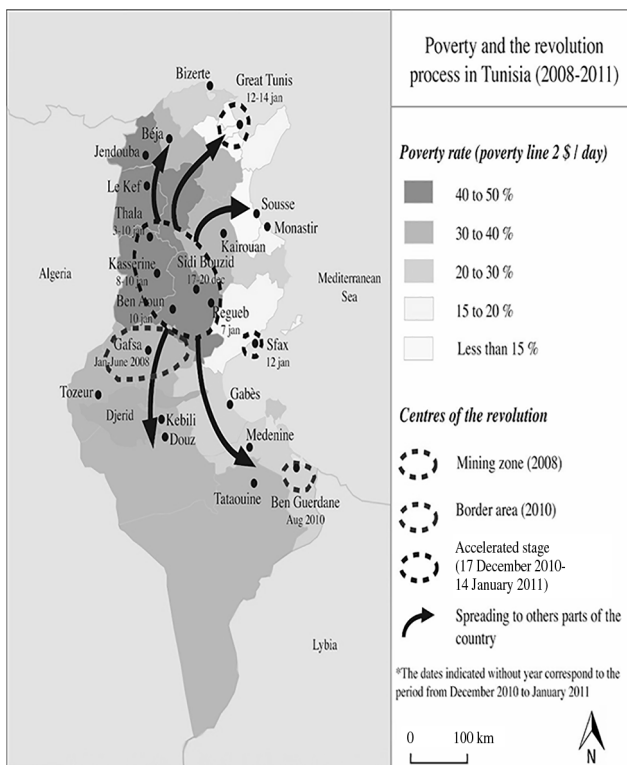 Poverty and the revolution
process in Tunisia (2008-2011)
Bizerte
Great Tunis
12-14 jan
Béja
Jendouba
Le Kef
Thala
3-10 jan
Sousse
Monastir
Kairouan
Kasserine
8-10 jan
Sidi Bouzid
17-20 dec
Algeria
Mediterranean
Sea
Ben Aoun
10 jan
Regueb
7 jan
Gafsa
Jan-June 2008
Sfax
12 jan
Tozeur
Djerid
Gabès
Kebili
Douz
Medenine
Tataouine
Ben Guerdane
Aug 2010
Lybia
Poverty rate (poverty line 2 $ / day)
40 to 50 %
30 to 40 %
20 to 30 %
15 to 20 %
Less than 15 %
Centres of the revolution
Mining zone (2008)
Border area (2010)
Accelerated stage
(17 December 2010-
14 January 2011)
Spreading to others parts of the
country
*The dates indicated without year correspond to the
period from December 2010 to January 2011
0 100 km
N